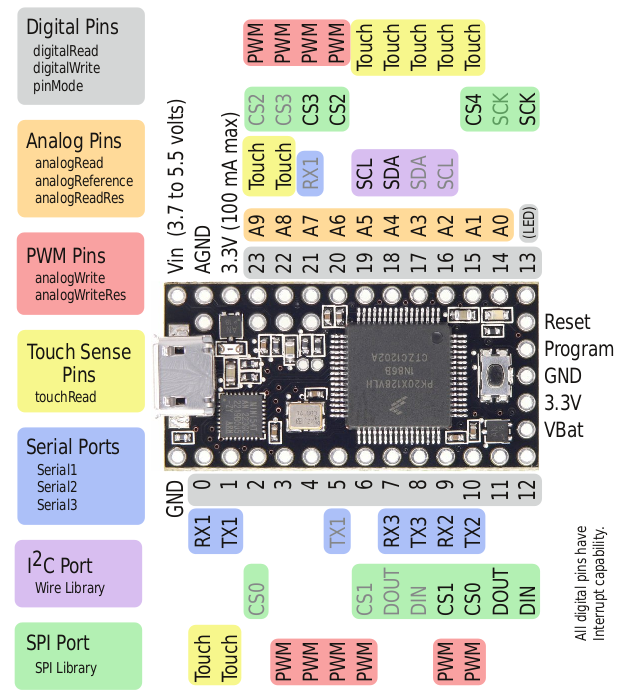 Digital Pins
digitalRead
digitalWrite
pinMode
Analog Pins
analogRead
analogReference
analogReadRes
PWM Pins
analogWrite
analogWriteRes
Touch Sense
Pins
touchRead
Serial Ports
Serial1
Serial2
Serial3
I2C Port
Wire Library
SPI Port
SPI Library
PWM PWM PWM PWM Touch Touch Touch Touch Touch
CS2 CS3 CS3 CS2 CS4 SCK SCK
Touch Touch RX1 SCL SDA SDA SCL
A9 A8 A7 A6 A5 A4 A3 A2 A1 A0 (LED)
Vin (3.7 to 5.5 volts)
AGND
3.3V (100 mA max)
23 22 21 20 19 18 17 16 15 14 13
PK20X128VLH
1N86B
CTZC1202A
Reset
Program
GND
3.3V
VBat
GND 0 1 2 3 4 5 6 7 8 9 10 11 12
RX1 TX1 TX1 RX3 TX3 RX2 TX2
CS0 CS1 DOUT DIN CS1 CS0 DOUT DIN
Touch Touch PWM PWM PWM PWM PWM PWM
All digital pins have
Interrupt capability.